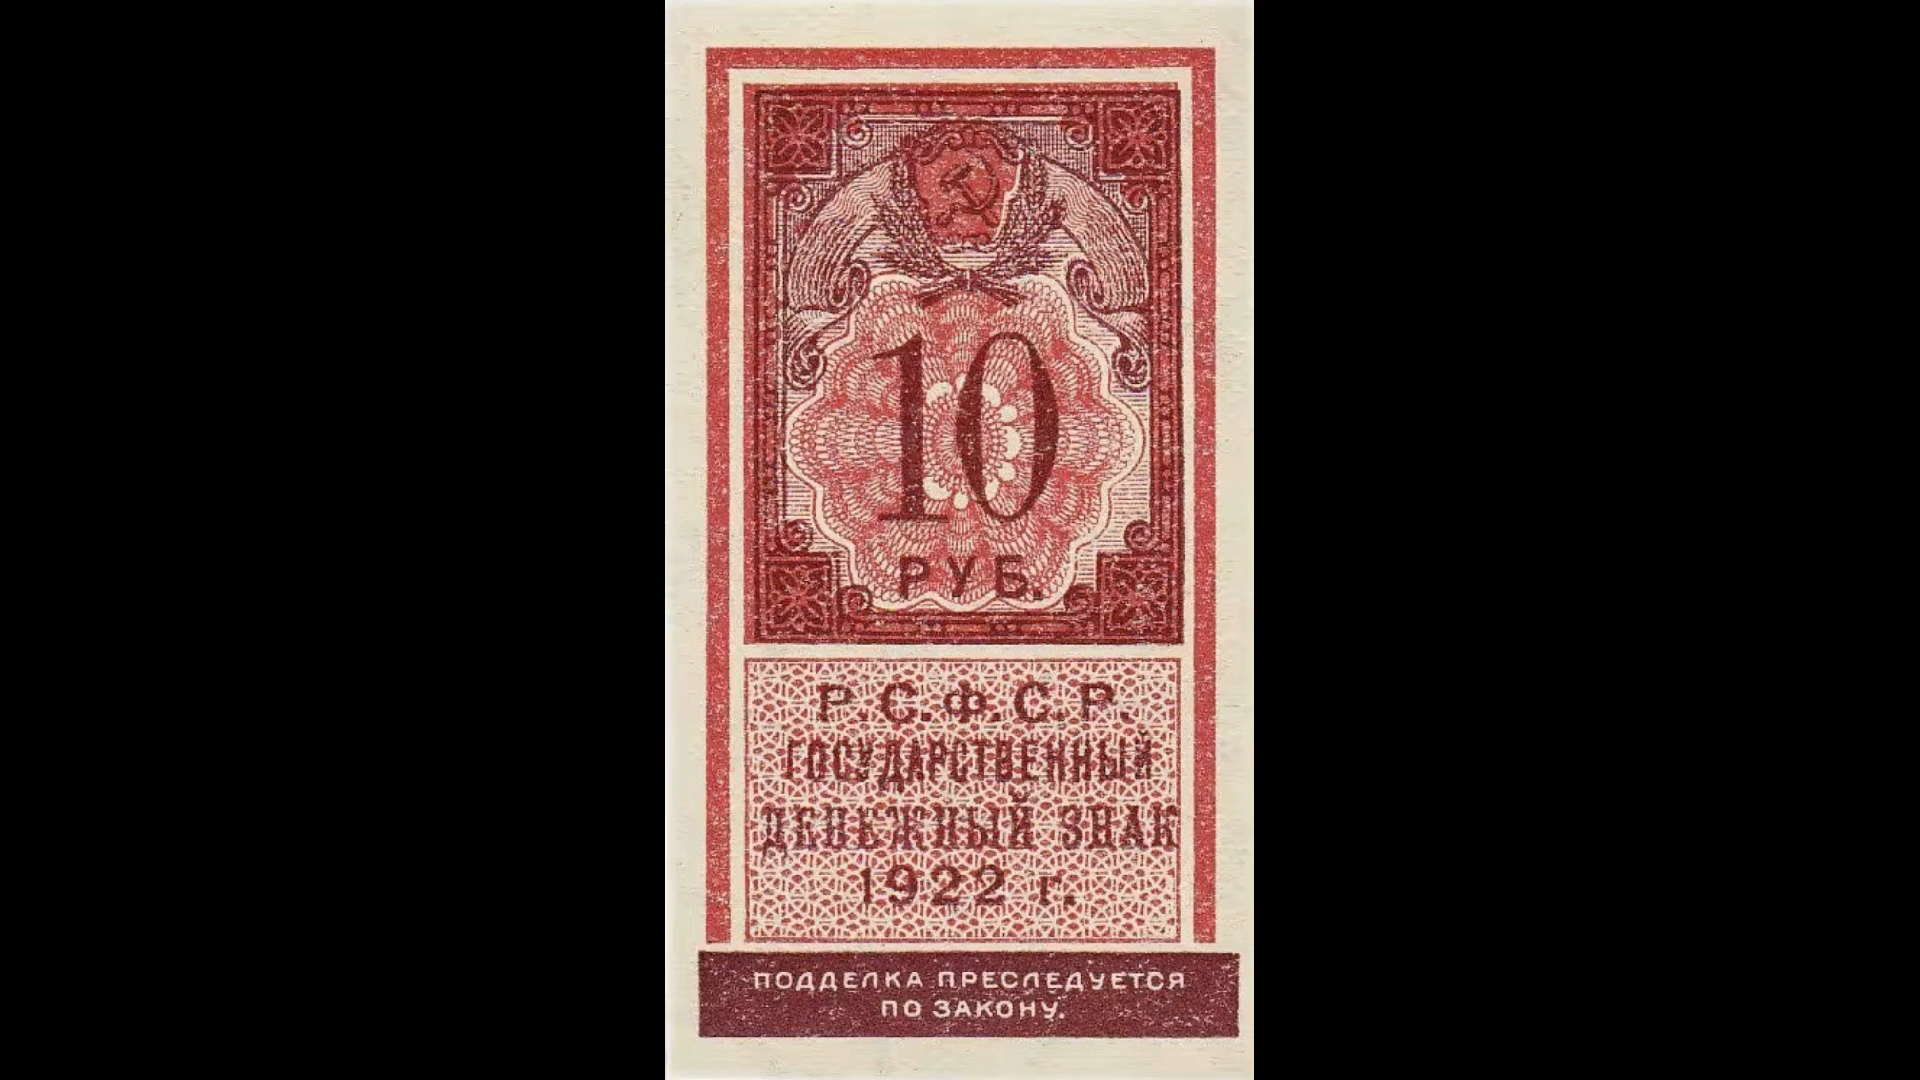 10
РУБ.
Р.С.Ф.С.Р.
ГОСУДАРСТВЕННЫЙ
ДЕНЕЖНЫЙ ЗНАК
1922 г.
ПОДДЕЛКА ПРЕСЛЕДУЕТСЯ
ПО ЗАКОНУ.